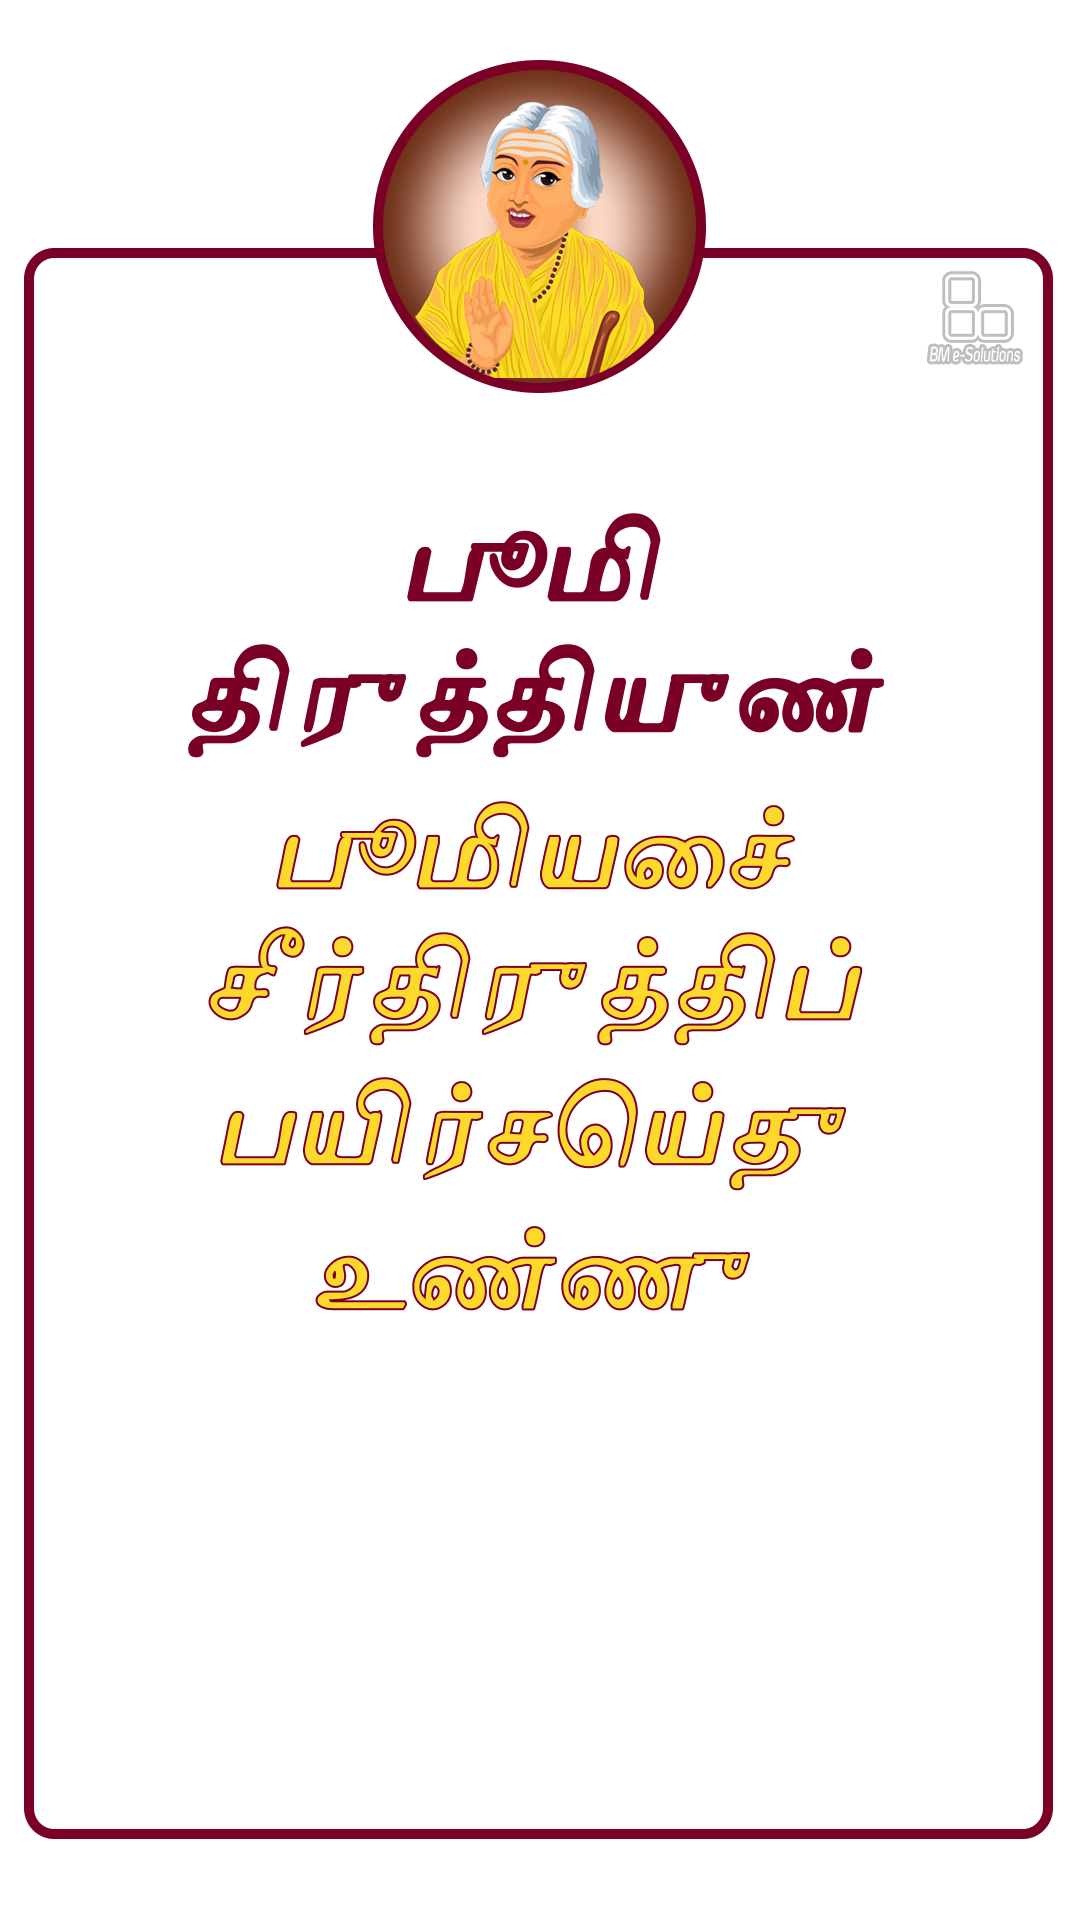 BM e-Solutions
பூமி
திருத்தியுண்
பூமியைச்
சீர்திருத்திப்
பயிர்செய்து
உண்ணு